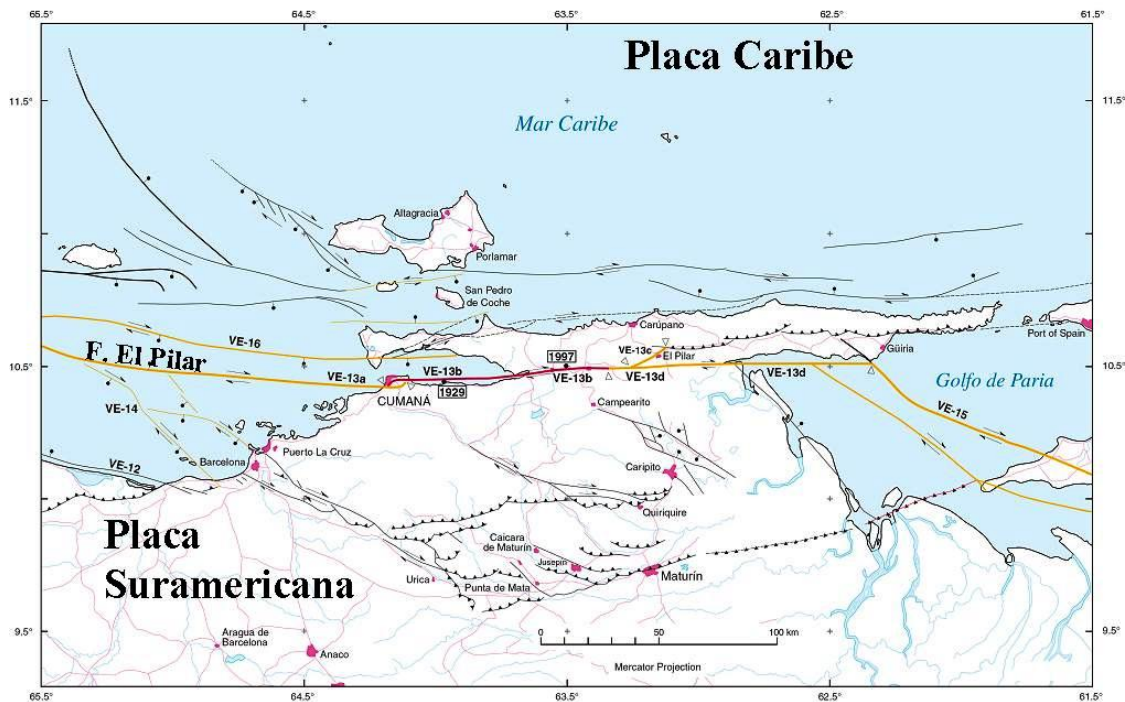 65.5°
64.5°
63.5°
62.5°
61.5°
Placa Caribe
11.5°
11.5°
Mar Caribe
Altagracia
Porlamar
San Pedro
de Coche
Carúpano
Port of Spain
VE-16
F. El Pilar
1997
VE-13c
El Pilar
Güiria
10.5°
10.5°
VE-13a
VE-13b
VE-13b
VE-13d
VE-13d
Golfo de Paria
1929
CUMANÁ
VE-14
Campearito
VE-15
Puerto La Cruz
Barcelona
VE-12
Caripito
Quiriquire
Placa
Suramericana
Caicara
de Maturín
Jusepín
Urica
Punta de Mata
Maturín
9.5°
9.5°
Aragua de
Barcelona
Anaco
0
50
100 km
Mercator Projection
65.5°
64.5°
63.5°
62.5°
61.5°